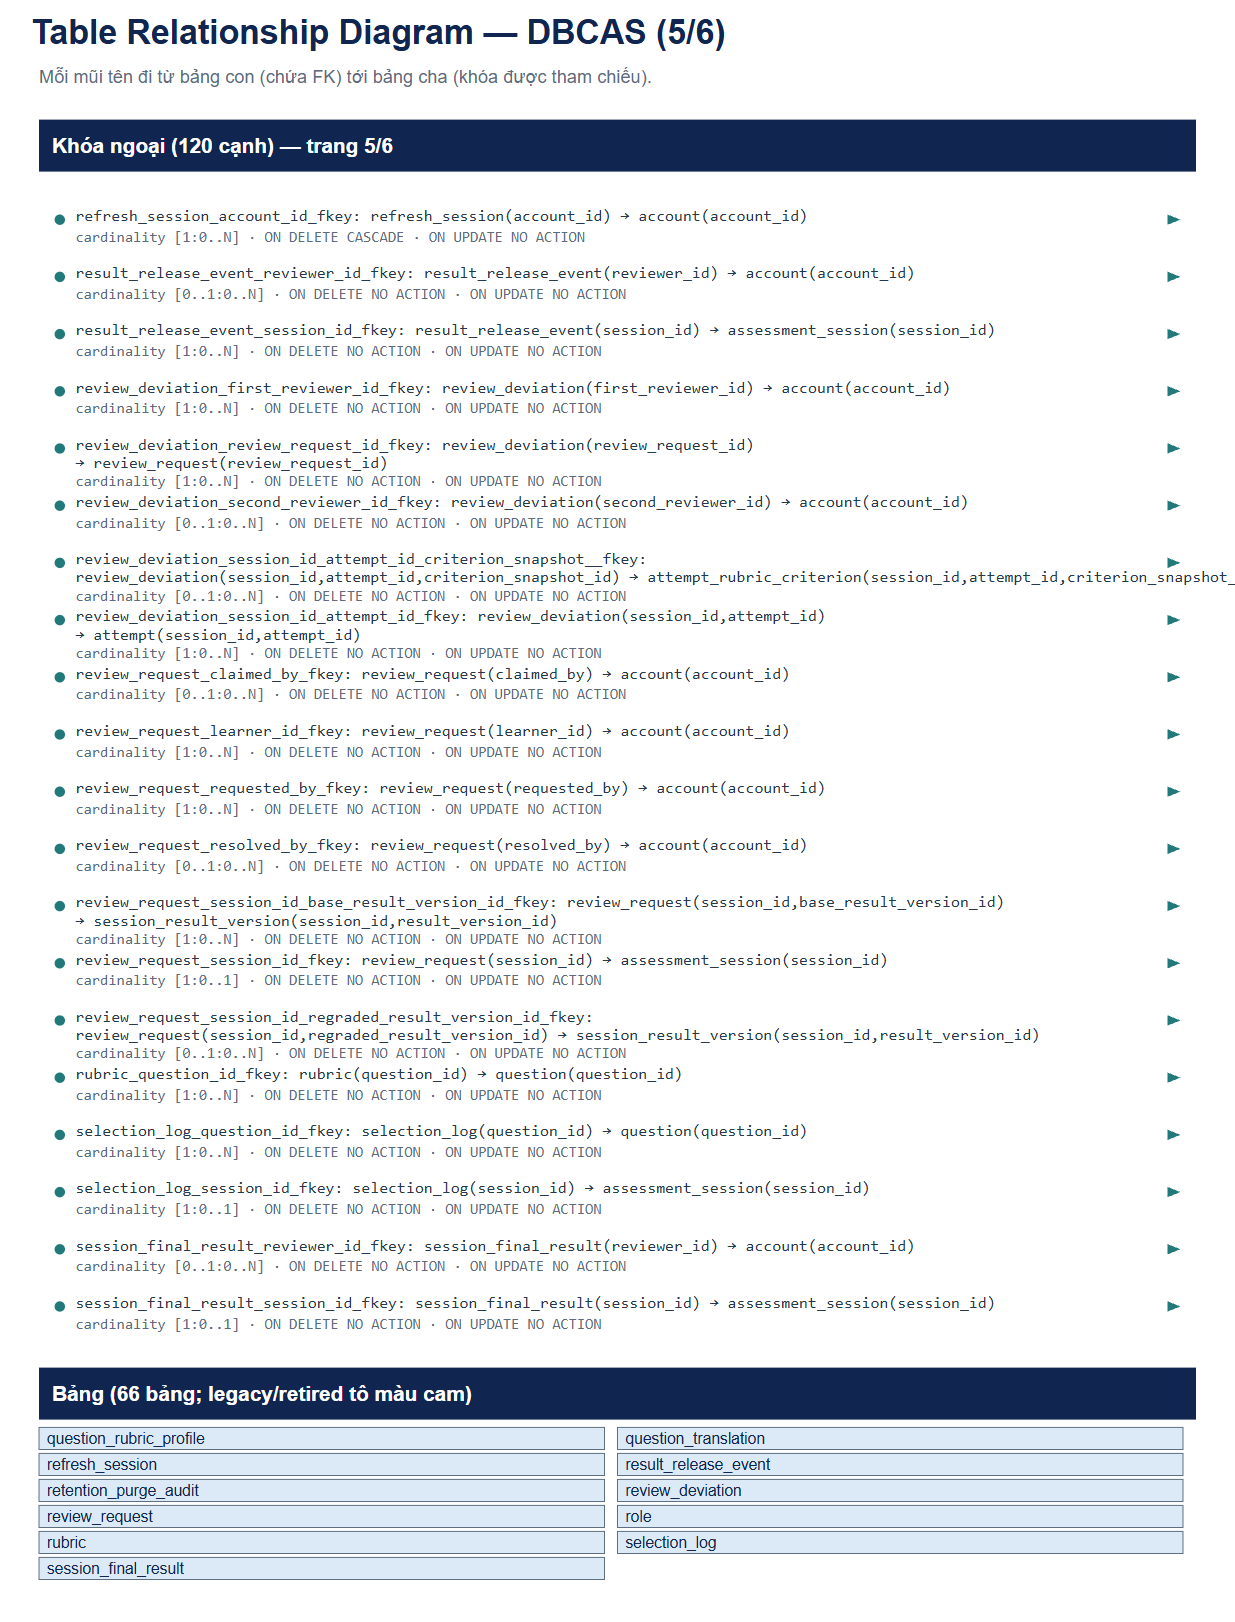 Table Relationship Diagram — DBCAS (5/6)
Mỗi mũi tên đi từ bảng con (chứa FK) tới bảng cha (khóa được tham chiếu).
Khóa ngoại (120 cạnh) — trang 5/6
refresh_session_account_id_fkey: refresh_session(account_id) → account(account_id)
cardinality [1:0..N] · ON DELETE CASCADE · ON UPDATE NO ACTION
result_release_event_reviewer_id_fkey: result_release_event(reviewer_id) → account(account_id)
cardinality [0..1:0..N] · ON DELETE NO ACTION · ON UPDATE NO ACTION
result_release_event_session_id_fkey: result_release_event(session_id) → assessment_session(session_id)
cardinality [1:0..N] · ON DELETE NO ACTION · ON UPDATE NO ACTION
review_deviation_first_reviewer_id_fkey: review_deviation(first_reviewer_id) → account(account_id)
cardinality [1:0..N] · ON DELETE NO ACTION · ON UPDATE NO ACTION
review_deviation_review_request_id_fkey: review_deviation(review_request_id)
→ review_request(review_request_id)
cardinality [1:0..N] · ON DELETE NO ACTION · ON UPDATE NO ACTION
review_deviation_second_reviewer_id_fkey: review_deviation(second_reviewer_id) → account(account_id)
cardinality [0..1:0..N] · ON DELETE NO ACTION · ON UPDATE NO ACTION
review_deviation_session_id_attempt_id_criterion_snapshot__fkey:
review_deviation(session_id,attempt_id,criterion_snapshot_id) → attempt_rubric_criterion(session_id,attempt_id,criterion_snapshot_
cardinality [1:0..N] · ON DELETE NO ACTION · ON UPDATE NO ACTION
review_deviation_session_id_attempt_id_fkey: review_deviation(session_id,attempt_id)
→ attempt(session_id,attempt_id)
cardinality [1:0..N] · ON DELETE NO ACTION · ON UPDATE NO ACTION
review_request_claimed_by_fkey: review_request(claimed_by) → account(account_id)
cardinality [0..1:0..N] · ON DELETE NO ACTION · ON UPDATE NO ACTION
review_request_learner_id_fkey: review_request(learner_id) → account(account_id)
cardinality [1:0..N] · ON DELETE NO ACTION · ON UPDATE NO ACTION
review_request_requested_by_fkey: review_request(requested_by) → account(account_id)
cardinality [1:0..N] · ON DELETE NO ACTION · ON UPDATE NO ACTION
review_request_resolved_by_fkey: review_request(resolved_by) → account(account_id)
cardinality [0..1:0..N] · ON DELETE NO ACTION · ON UPDATE NO ACTION
review_request_session_id_base_result_version_id_fkey: review_request(session_id,base_result_version_id)
→ session_result_version(session_id,result_version_id)
cardinality [1:0..N] · ON DELETE NO ACTION · ON UPDATE NO ACTION
review_request_session_id_fkey: review_request(session_id) → assessment_session(session_id)
cardinality [1:0..1] · ON DELETE NO ACTION · ON UPDATE NO ACTION
review_request_session_id_regraded_result_version_id_fkey:
review_request(session_id,regraded_result_version_id) → session_result_version(session_id,result_version_id)
cardinality [0..1:0..N] · ON DELETE NO ACTION · ON UPDATE NO ACTION
rubric_question_id_fkey: rubric(question_id) → question(question_id)
cardinality [1:0..N] · ON DELETE NO ACTION · ON UPDATE NO ACTION
selection_log_question_id_fkey: selection_log(question_id) → question(question_id)
cardinality [1:0..N] · ON DELETE NO ACTION · ON UPDATE NO ACTION
selection_log_session_id_fkey: selection_log(session_id) → assessment_session(session_id)
cardinality [1:0..1] · ON DELETE NO ACTION · ON UPDATE NO ACTION
session_final_result_reviewer_id_fkey: session_final_result(reviewer_id) → account(account_id)
cardinality [0..1:0..N] · ON DELETE NO ACTION · ON UPDATE NO ACTION
session_final_result_session_id_fkey: session_final_result(session_id) → assessment_session(session_id)
cardinality [1:0..1] · ON DELETE NO ACTION · ON UPDATE NO ACTION
Bảng (66 bảng; legacy/retired tô màu cam)
question_rubric_profile
question_translation
refresh_session
result_release_event
retention_purge_audit
review_deviation
review_request
role
rubric
selection_log
session_final_result